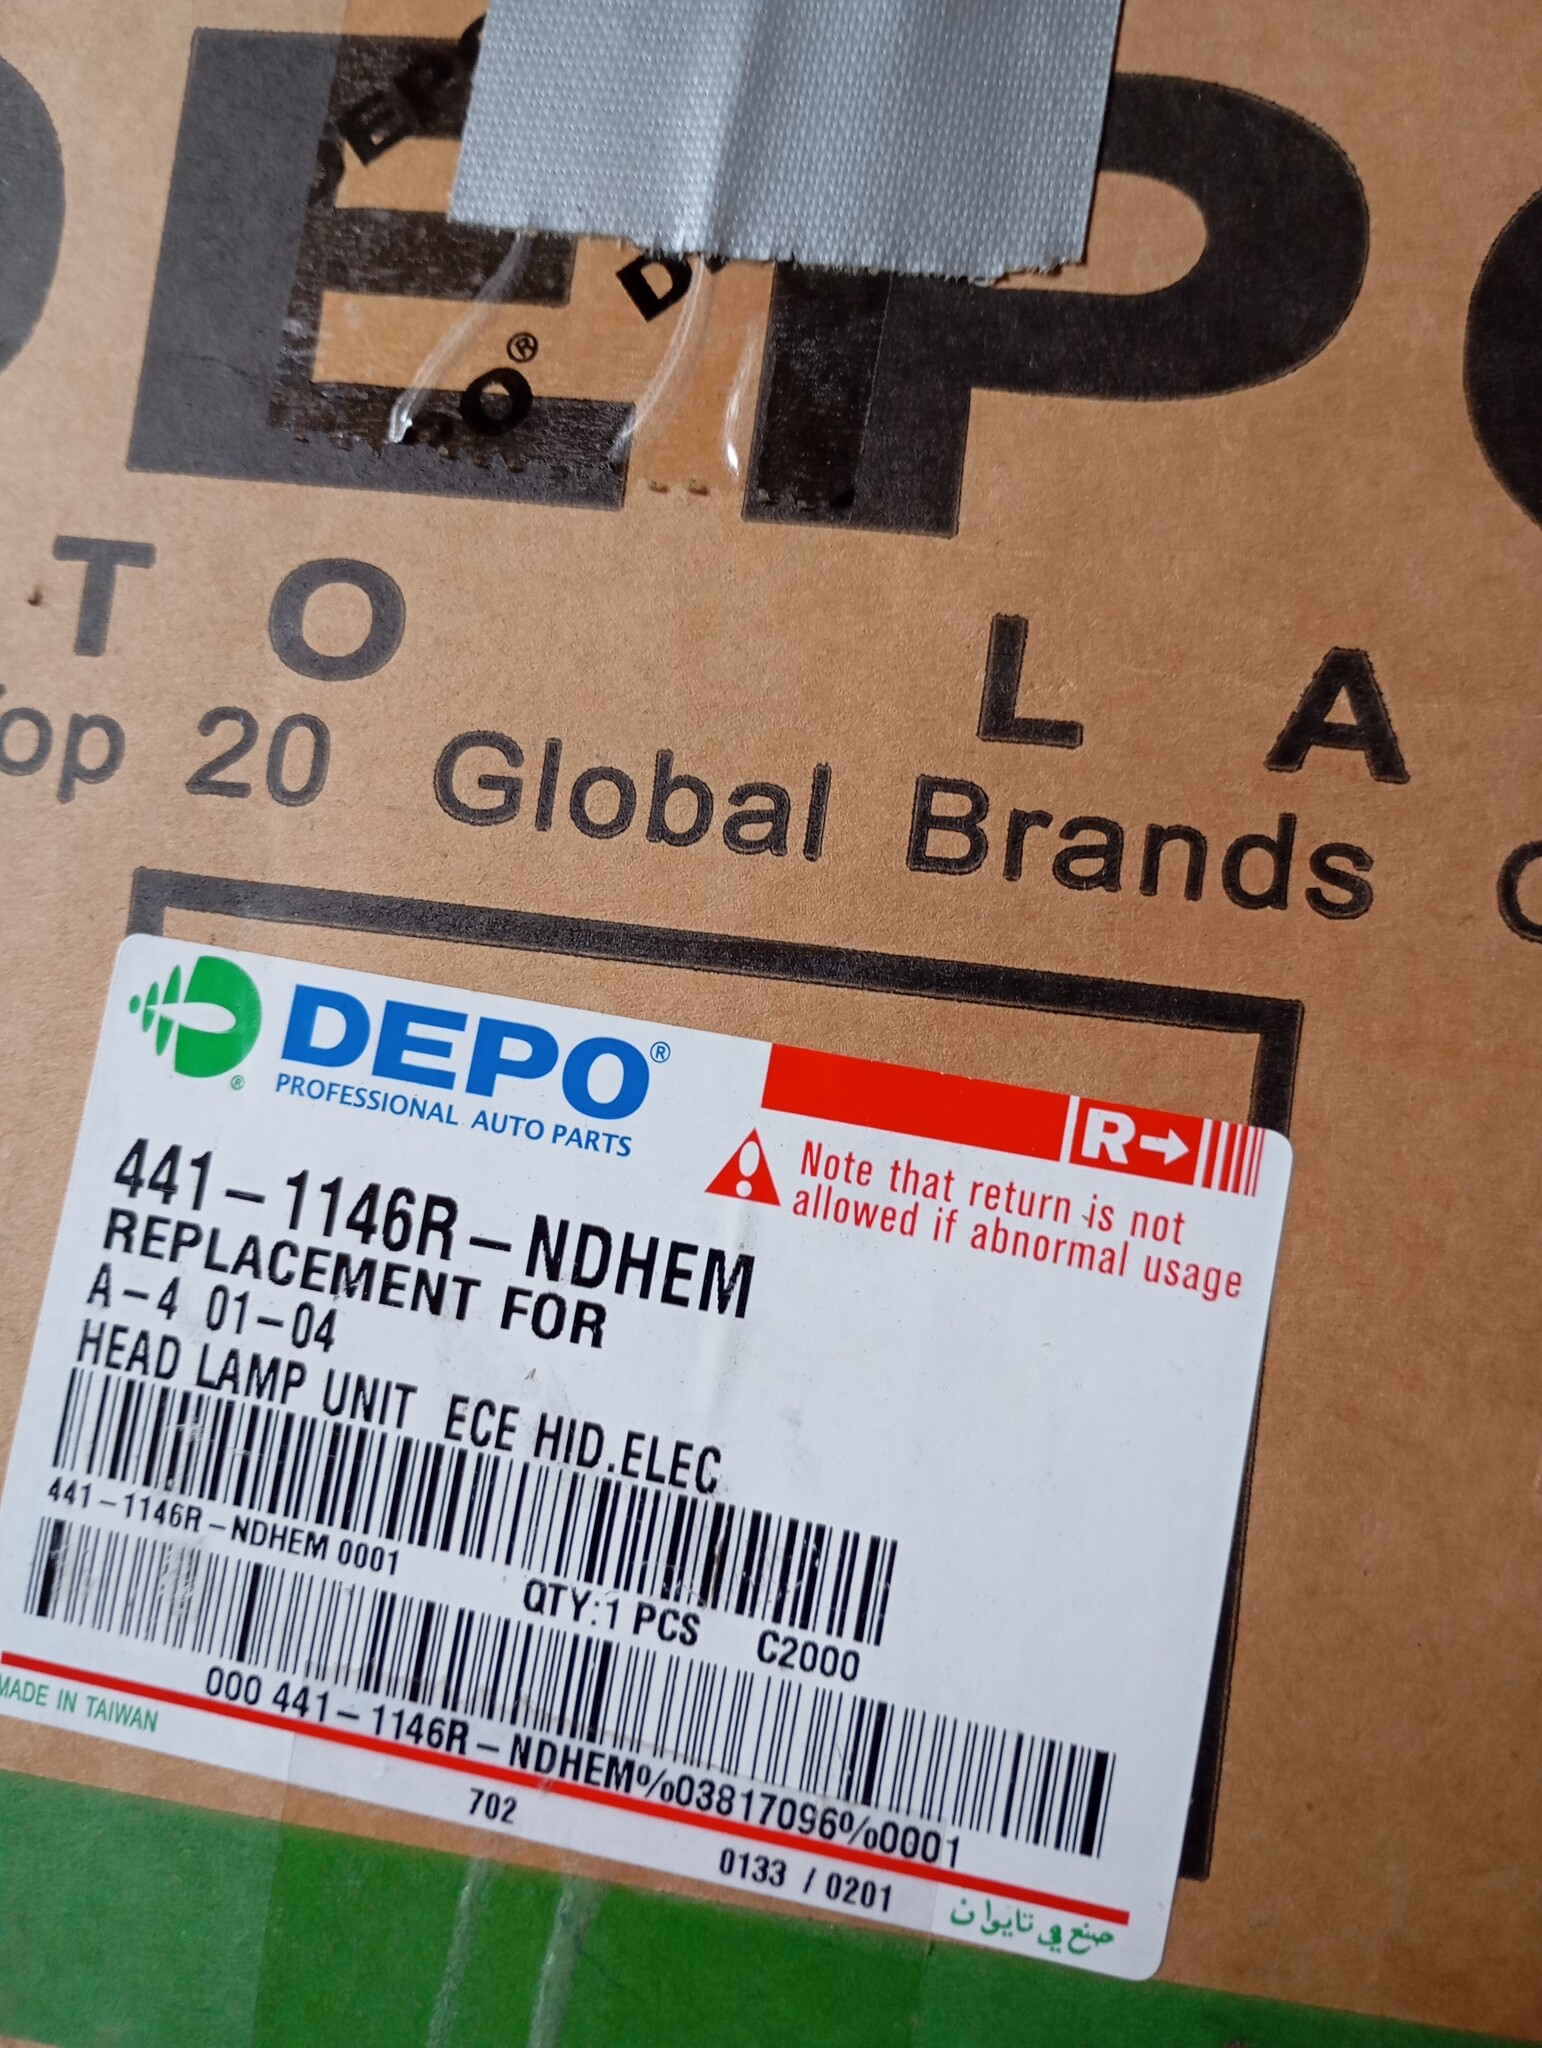 DEPO
TO LA
Top 20 Global Brands
DEPO®
PROFESSIONAL AUTO PARTS
R→
Note that return is not
allowed if abnormal usage
441-1146R-NDHEM
REPLACEMENT FOR
A-4 01-04
HEAD LAMP UNIT ECE HID.ELEC
441-1146R-NDHEM 0001
QTY:1 PCS C2000
000 441-1146R-NDHEM%03817096%0001
MADE IN TAIWAN
702
0133 / 0201
صنع في تايوان